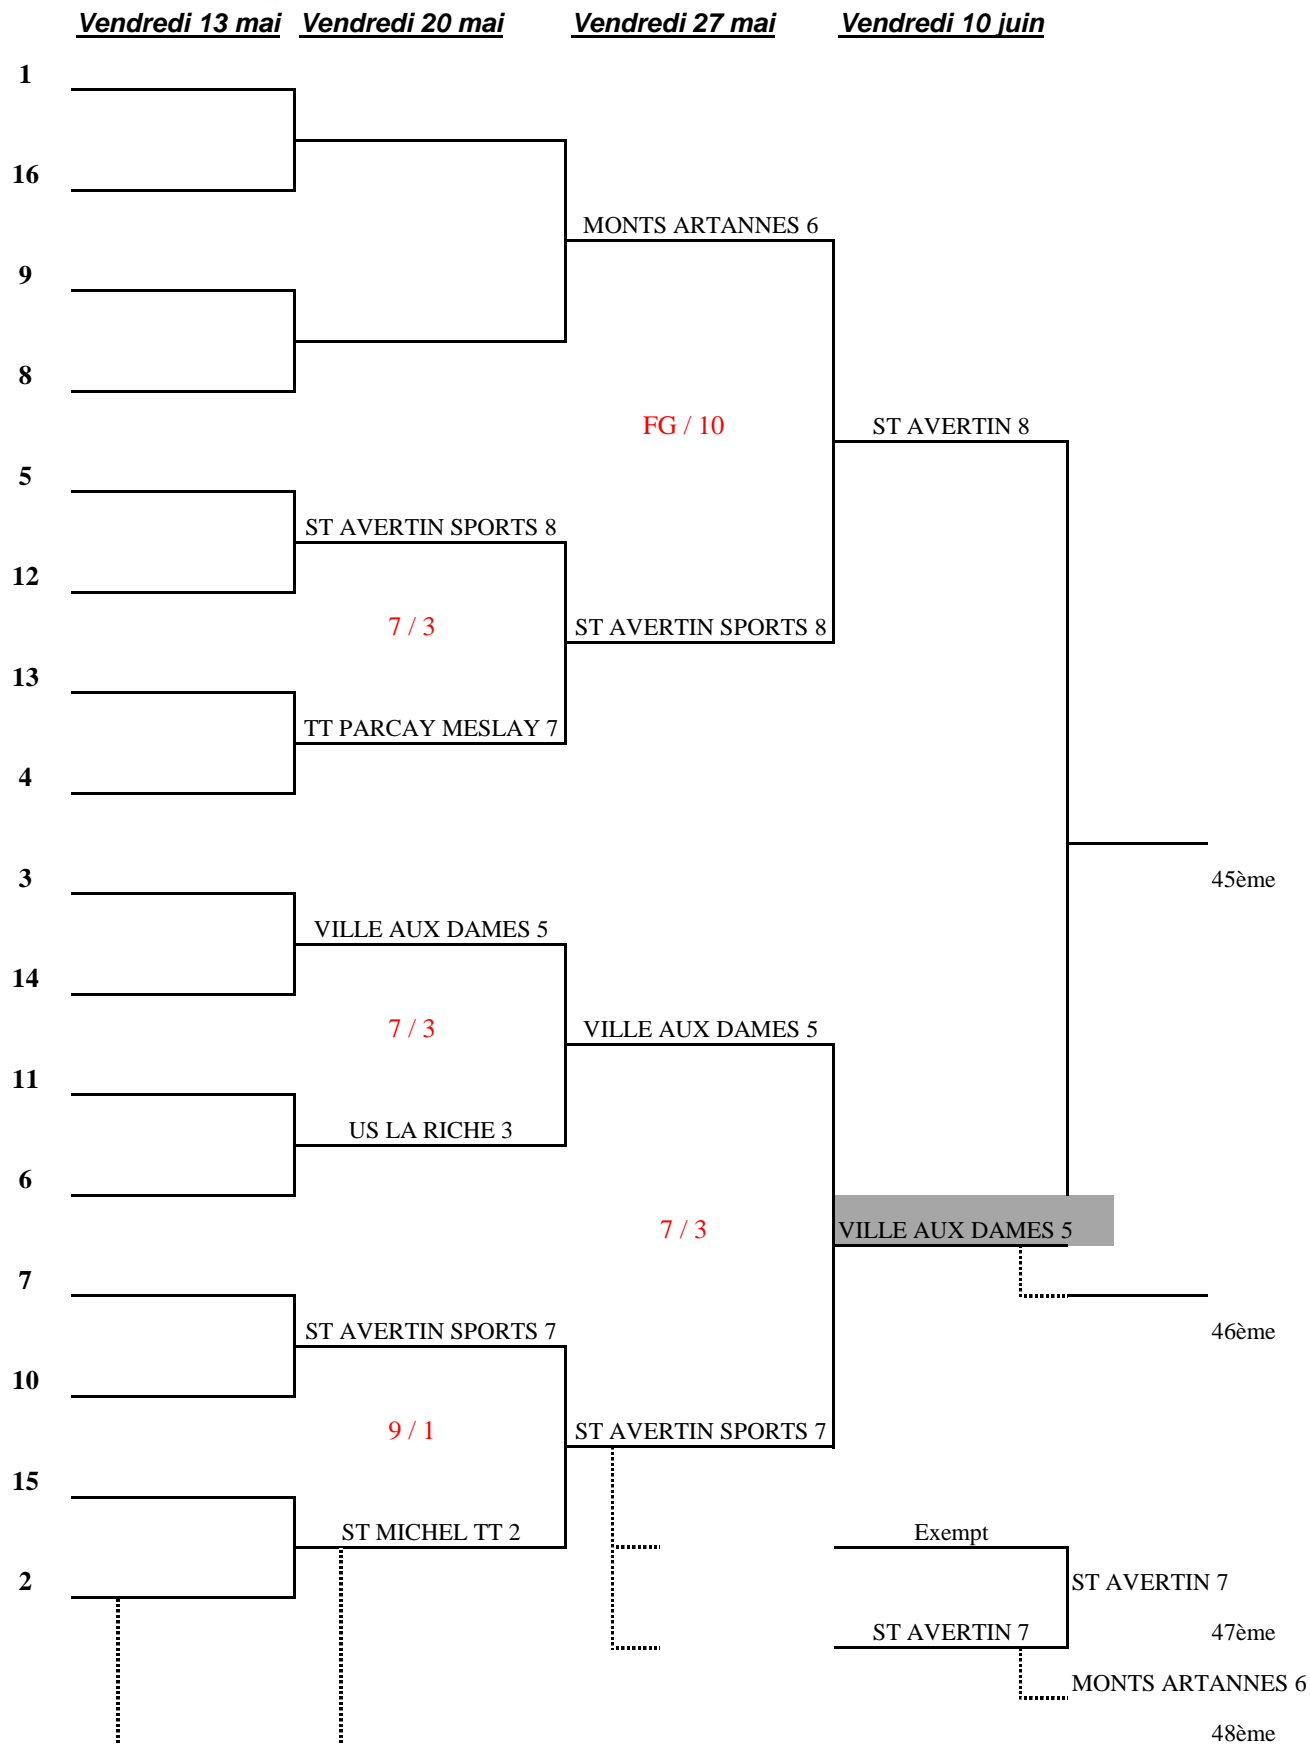 Vendredi 13 mai Vendredi 20 mai Vendredi 27 mai Vendredi 10 juin
1
16
MONTS ARTANNES 6
9
8
FG / 10
ST AVERTIN 8
5
ST AVERTIN SPORTS 8
12
7 / 3
ST AVERTIN SPORTS 8
13
TT PARCAY MESLAY 7
4
3
45ème
VILLE AUX DAMES 5
14
7 / 3
VILLE AUX DAMES 5
11
US LA RICHE 3
6
7 / 3
VILLE AUX DAMES 5
7
ST AVERTIN SPORTS 7
46ème
10
9 / 1
ST AVERTIN SPORTS 7
15
ST MICHEL TT 2
Exempt
2
ST AVERTIN 7
ST AVERTIN 7
47ème
MONTS ARTANNES 6
48ème